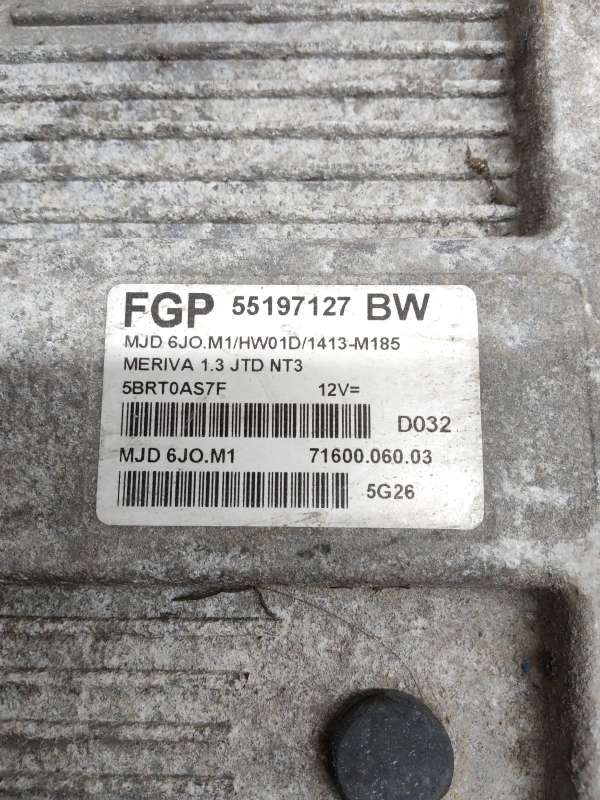 FGP 55197127 BW
MJD 6JO.M1/HW01D/1413-M185
MERIVA 1.3 JTD NT3
5BRT0AS7F 12V=
D032
MJD 6JO.M1 71600.060.03
5G26